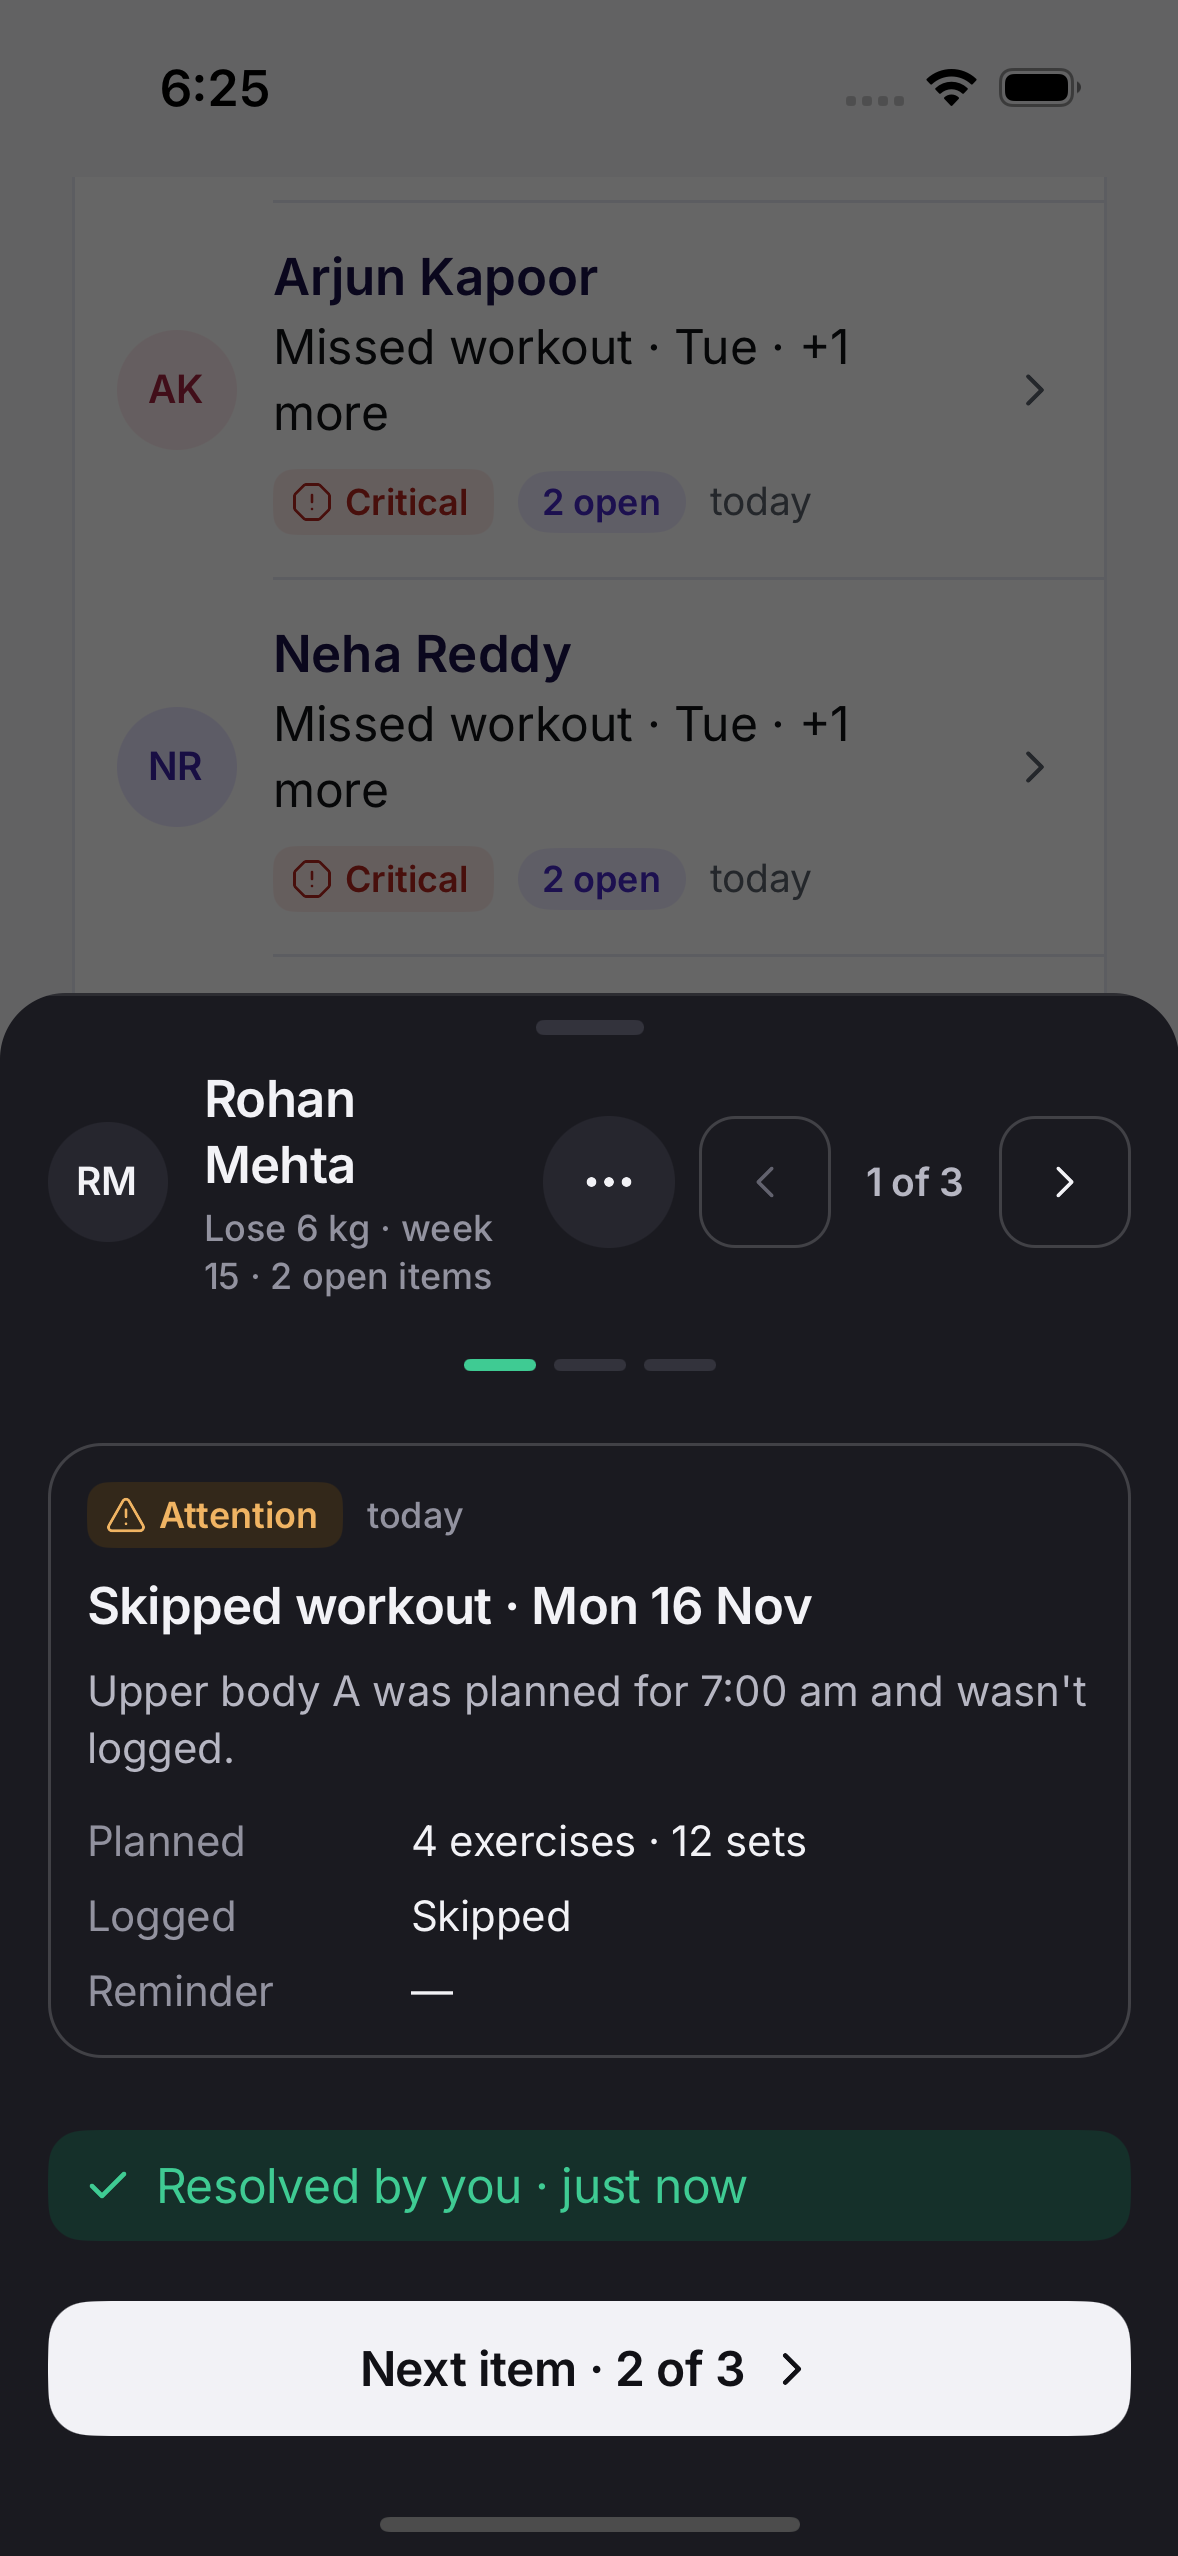 6:25
Arjun Kapoor
Missed workout · Tue · +1
more
AK
Critical
2 open
today
Neha Reddy
Missed workout · Tue · +1
more
NR
Critical
2 open
today
Rohan
Mehta
RM
Lose 6 kg · week
15 · 2 open items
1 of 3
Attention
today
Skipped workout · Mon 16 Nov
Upper body A was planned for 7:00 am and wasn't
logged.
Planned 4 exercises · 12 sets
Logged Skipped
Reminder —
Resolved by you · just now
Next item · 2 of 3